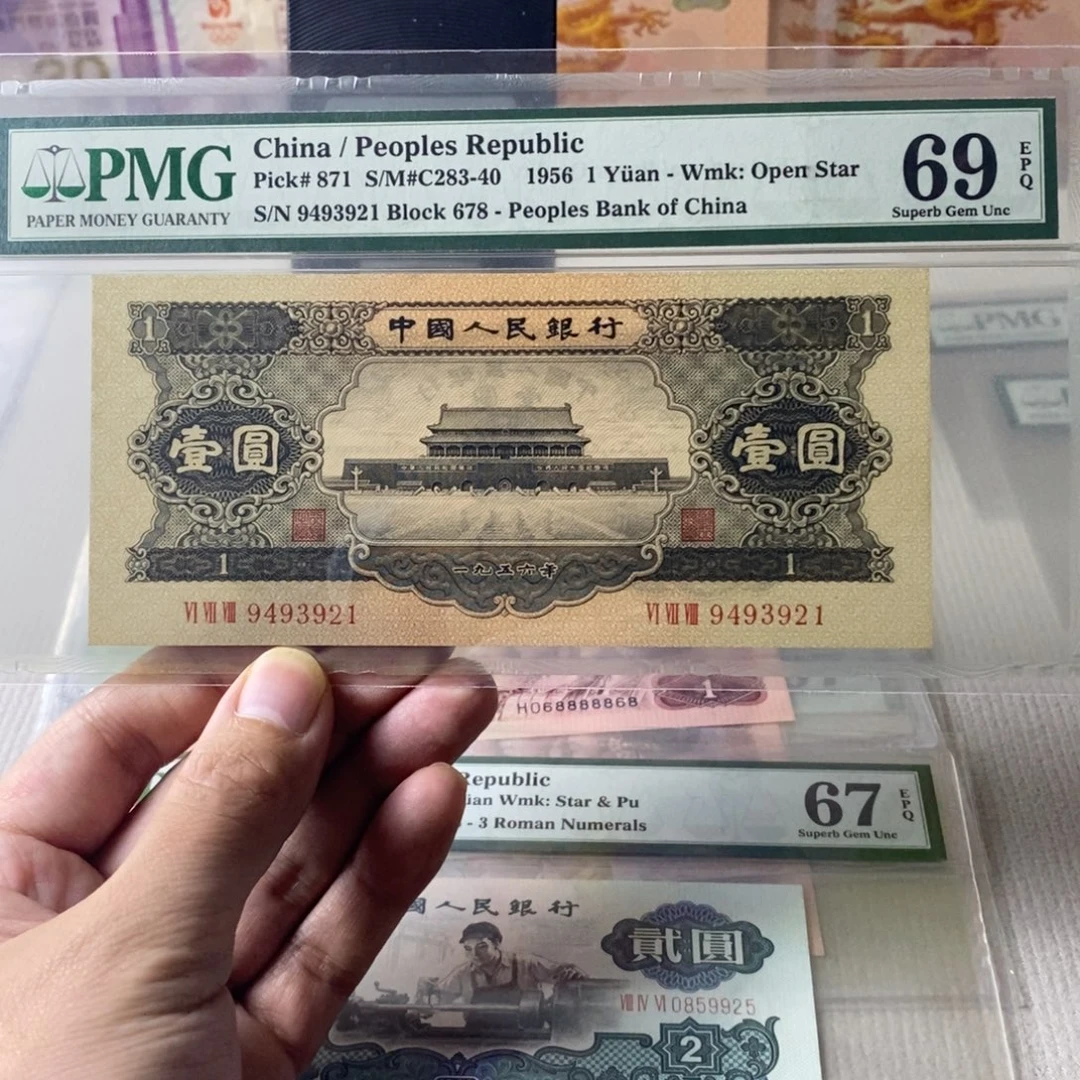 20
PMG
PAPER MONEY GUARANTY
China / Peoples Republic
Pick# 871 S/M#C283-40 1956 1 Yüan - Wmk: Open Star
S/N 9493921 Block 678 - Peoples Bank of China
69
EPQ
Superb Gem Unc
PMG
1 中國人民銀行 1
壹圓 壹圓
1 一九五六年 1
VI VII VIII 9493921 VI VII VIII 9493921
H068888868
1
Republic
Wmk: Star & Pu
- 3 Roman Numerals
67
EPQ
Superb Gem Unc
國人民銀行
貳圓
VIII IV VI 0859925
2